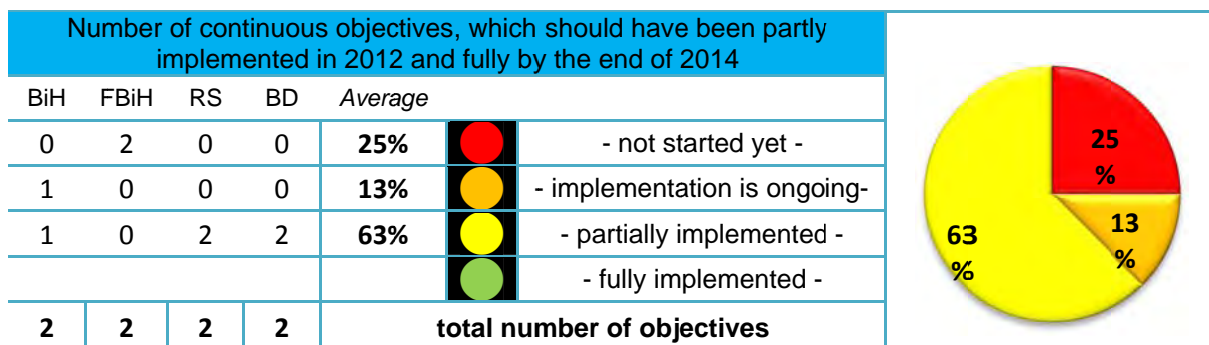 Number of continuous objectives, which should have been partly
implemented in 2012 and fully by the end of 2014
BiH FBiH RS BD Average
0 2 0 0 25% - not started yet -
1 0 0 0 13% - implementation is ongoing-
1 0 2 2 63% - partially implemented -
- fully implemented -
2 2 2 2 total number of objectives
25
%
13
%
63
%